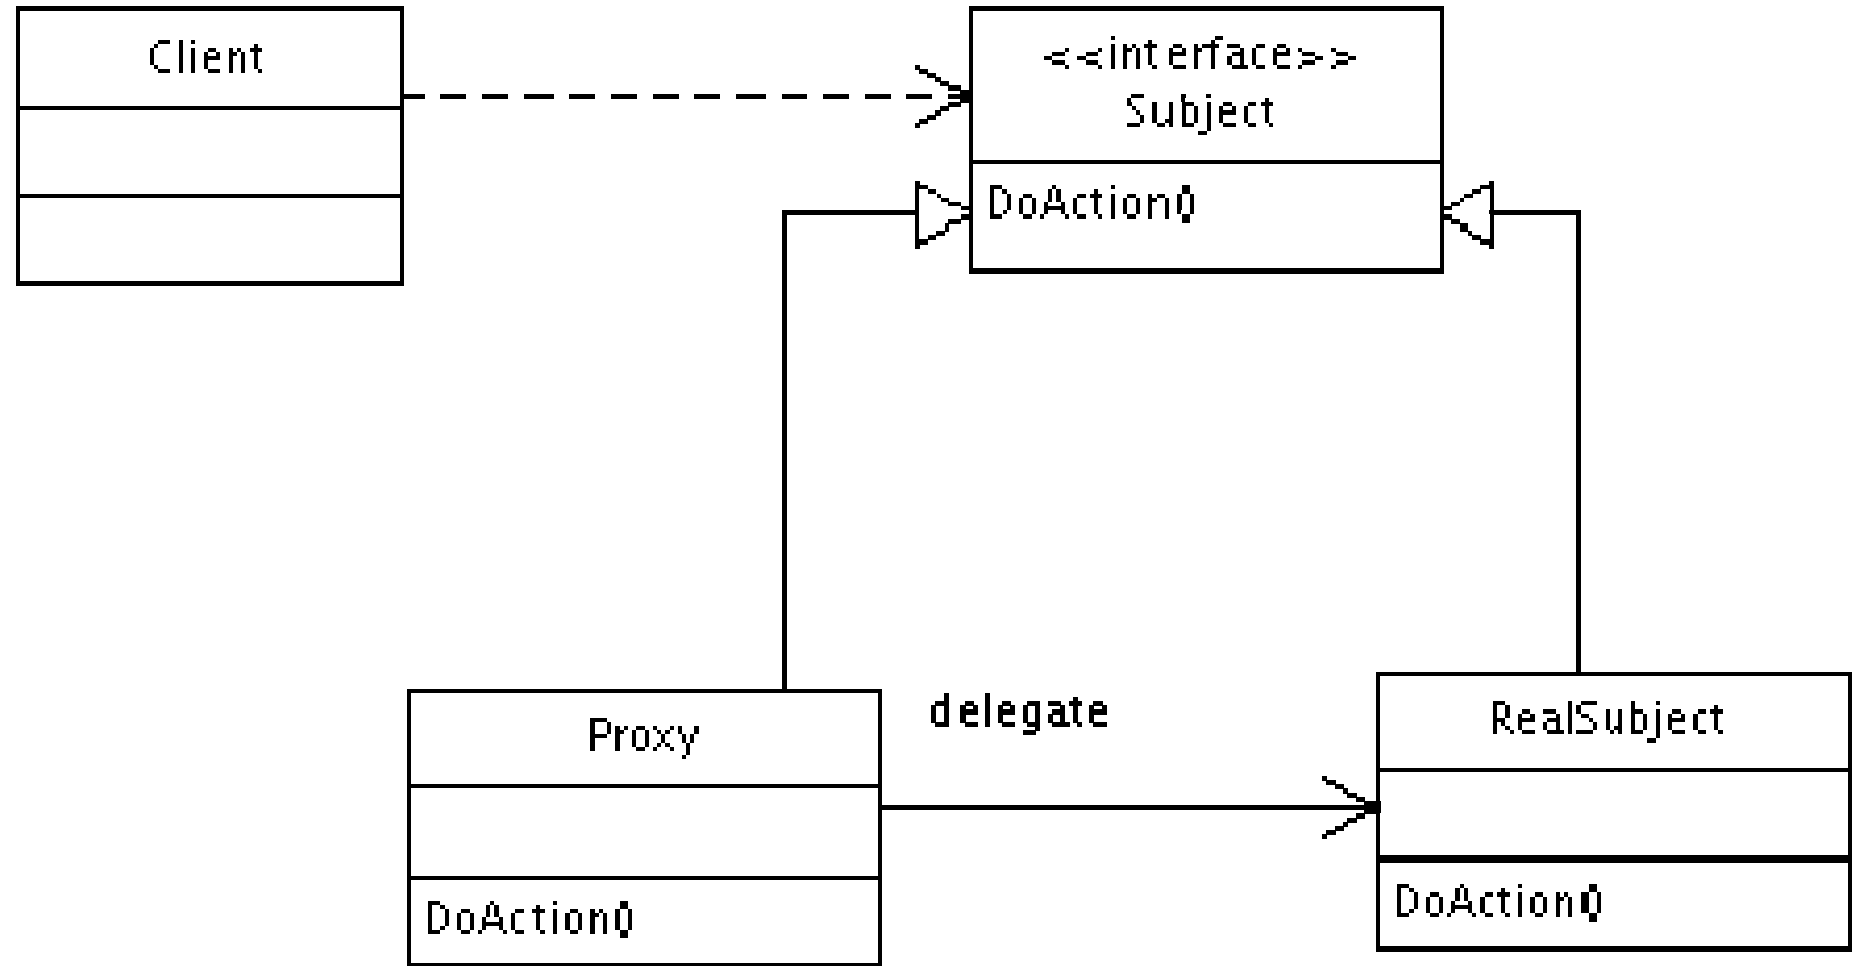 Client
<<interface>>
Subject
DoAction()
delegate
Proxy
RealSubject
DoAction()
DoAction()